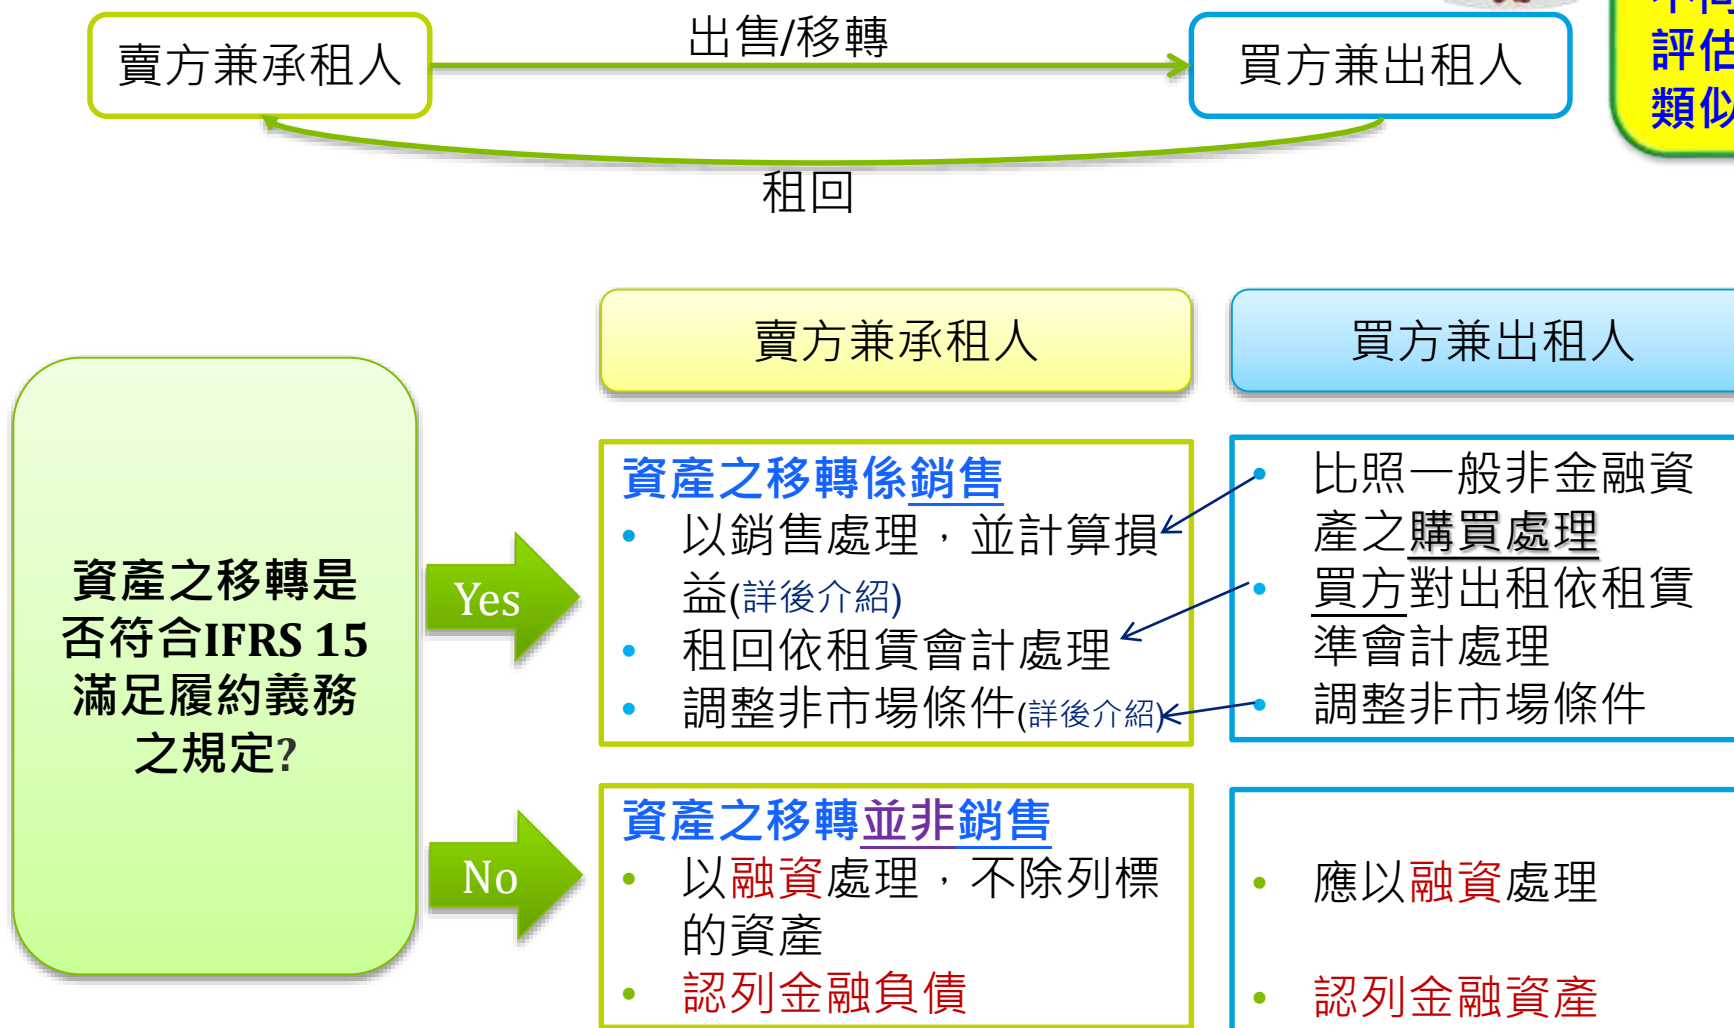 出售/移轉
賣方兼承租人
買方兼出租人
評估
類似
租回
賣方兼承租人
買方兼出租人
資產之移轉是
否符合IFRS 15
滿足履約義務
之規定?
Yes
資產之移轉係銷售
• 以銷售處理，並計算損
益(詳後介紹)
• 租回依租賃會計處理
• 調整非市場條件(詳後介紹)
• 比照一般非金融資
產之購買處理
• 買方對出租依租賃
準會計處理
• 調整非市場條件
No
資產之移轉並非銷售
• 以融資處理，不除列標
的資產
• 認列金融負債
• 應以融資處理
• 認列金融資產